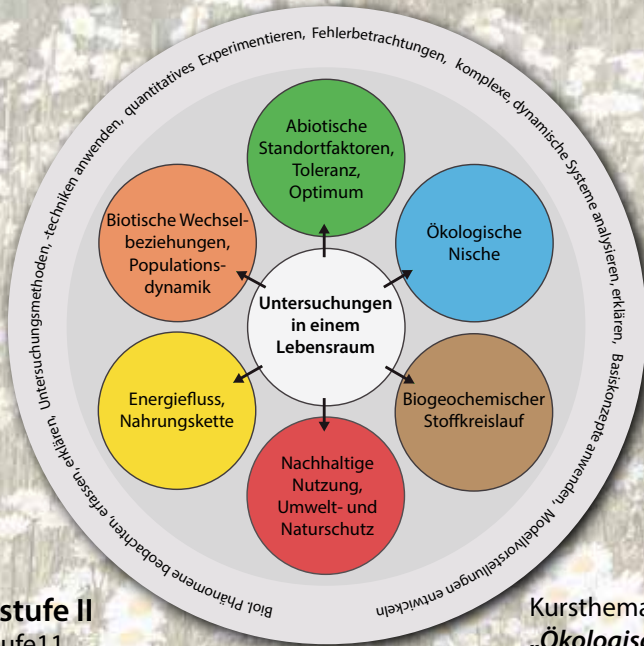 Biol. Phänomene beobachten, erfassen, erklären, Untersuchungsmethoden, -techniken anwenden, quantitatives Experimentieren, Fehlerbetrachtungen, komplexe, dynamische Systeme analysieren, erklären, Basiskonzepte anwenden, Modellvorstellungen entwickeln
Abiotische
Standortfaktoren,
Toleranz,
Optimum
Biotische Wechsel-
beziehungen,
Populations-
dynamik
Ökologische
Nische
Untersuchungen
in einem
Lebensraum
Energiefluss,
Nahrungskette
Biogeochemischer
Stoffkreislauf
Nachhaltige
Nutzung,
Umwelt- und
Naturschutz
stufe II
ufe11
Kursthema
„Ökologisc